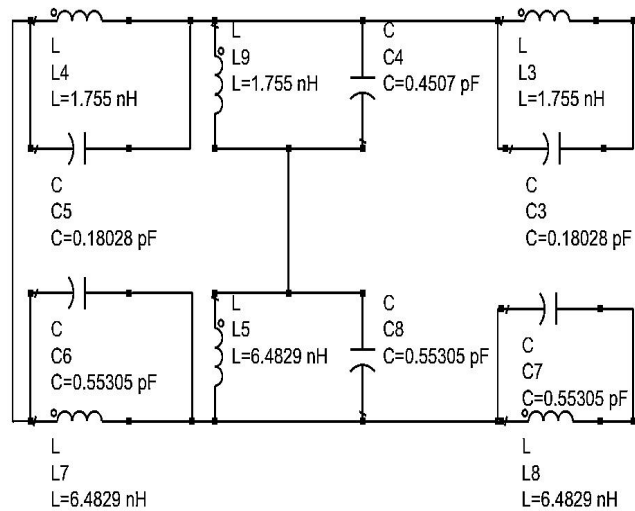 L
L4
L=1.755 nH
C
C5
C=0.18028 pF
L
L9
L=1.755 nH
C
C4
C=0.4507 pF
L
L3
L=1.755 nH
C
C3
C=0.18028 pF
C
C6
C=0.55305 pF
L
L7
L=6.4829 nH
L
L5
L=6.4829 nH
C
C8
C=0.55305 pF
C
C7
C=0.55305 pF
L
L8
L=6.4829 nH